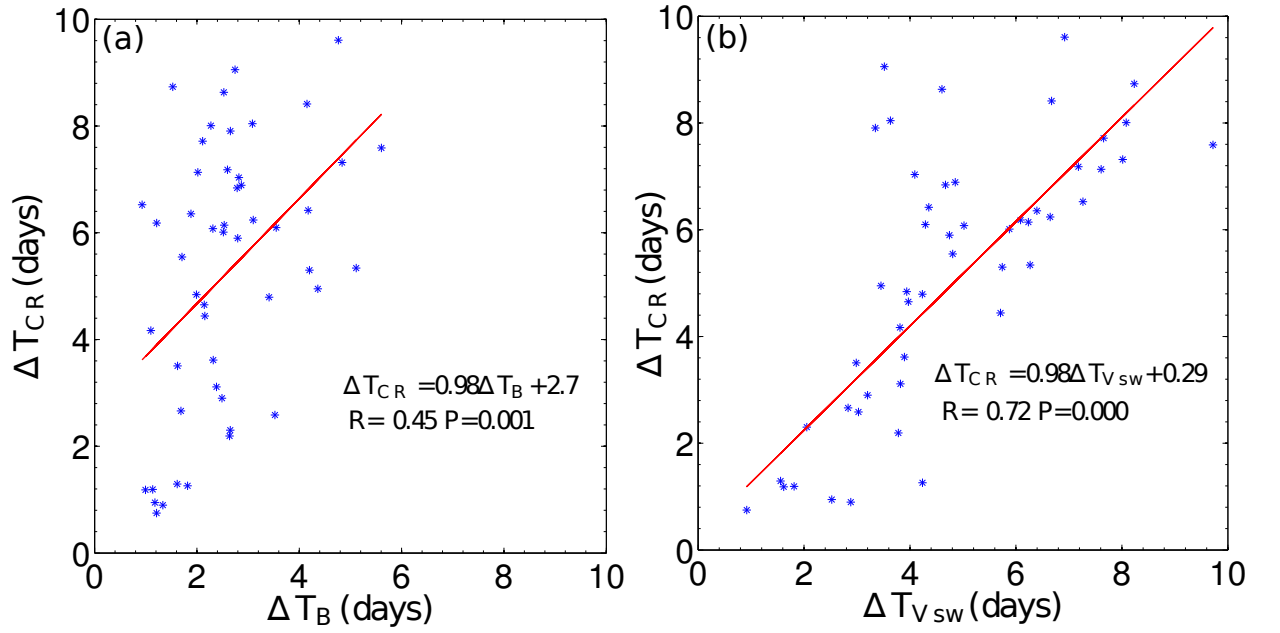 (a)
10
8
6
4
2
0
0 2 4 6 8 10
ΔT_CR (days)
ΔT_B (days)
ΔT_CR =0.98ΔT_B +2.7
R= 0.45 P=0.001
(b)
10
8
6
4
2
0
0 2 4 6 8 10
ΔT_CR (days)
ΔT_Vsw (days)
ΔT_CR =0.98ΔT_Vsw +0.29
R= 0.72 P=0.000